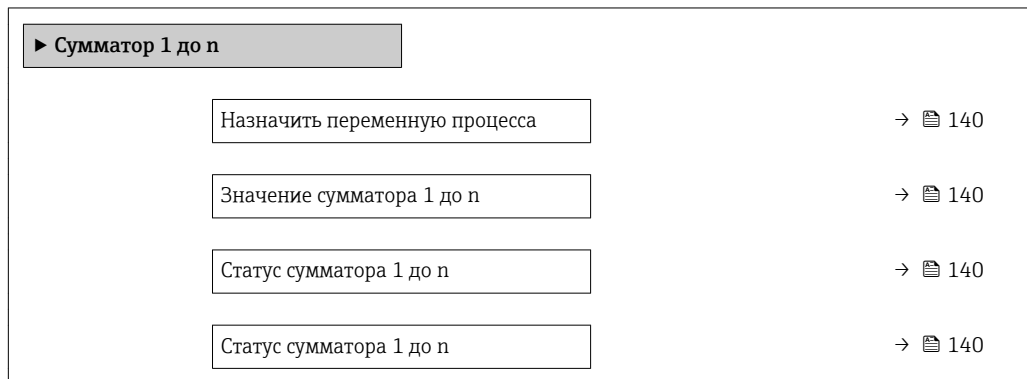 ▶ Сумматор 1 до n
Назначить переменную процесса → 140
Значение сумматора 1 до n → 140
Статус сумматора 1 до n → 140
Статус сумматора 1 до n → 140